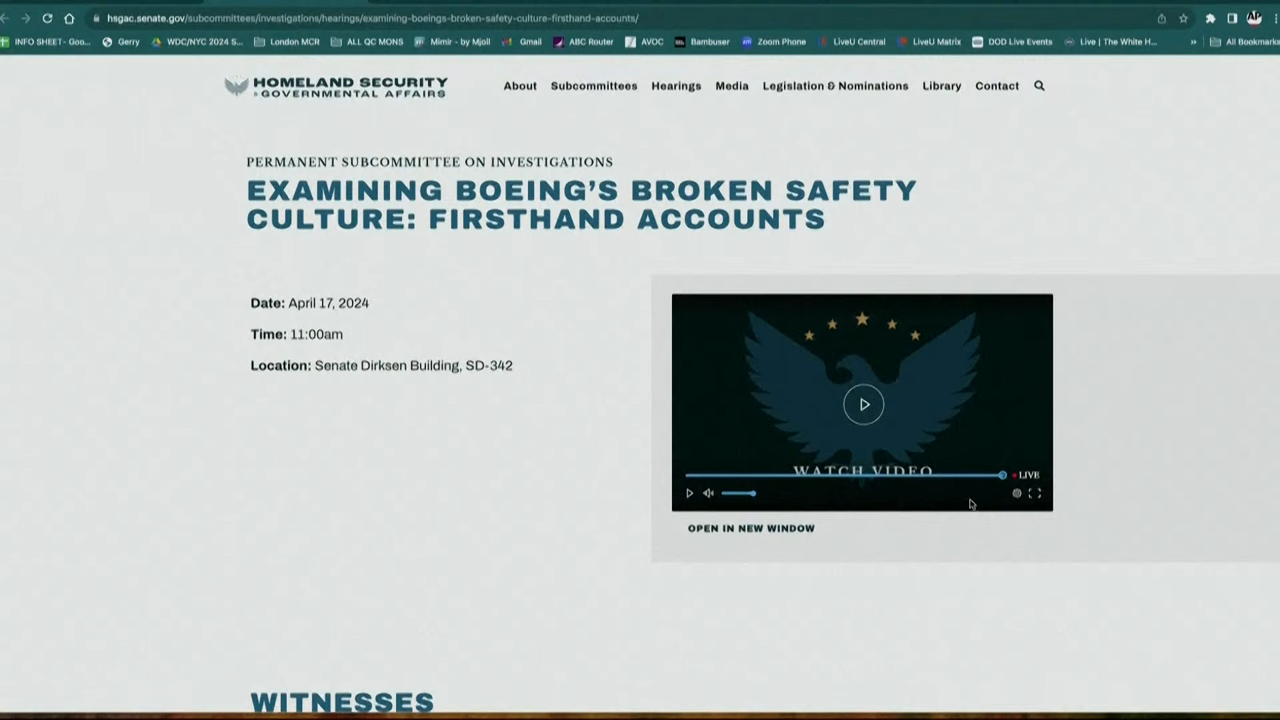 hsgac.senate.gov/subcommittees/investigations/hearings/examining-boeings-broken-safety-culture-firsthand-accounts/
INFO SHEET - Goo... Gerry WDC/NYC 2024 S... London MCR ALL QC MONS Mimir - by Mjoll Gmail ABC Router AVOC Bambuser Zoom Phone LiveU Central LiveU Matrix DOD Live Events Live | The White H... » All Bookmarks
HOMELAND SECURITY
& GOVERNMENTAL AFFAIRS
About Subcommittees Hearings Media Legislation & Nominations Library Contact
PERMANENT SUBCOMMITTEE ON INVESTIGATIONS
EXAMINING BOEING'S BROKEN SAFETY
CULTURE: FIRSTHAND ACCOUNTS
Date: April 17, 2024
Time: 11:00am
Location: Senate Dirksen Building, SD-342
WATCH VIDEO
LIVE
OPEN IN NEW WINDOW
WITNESSES